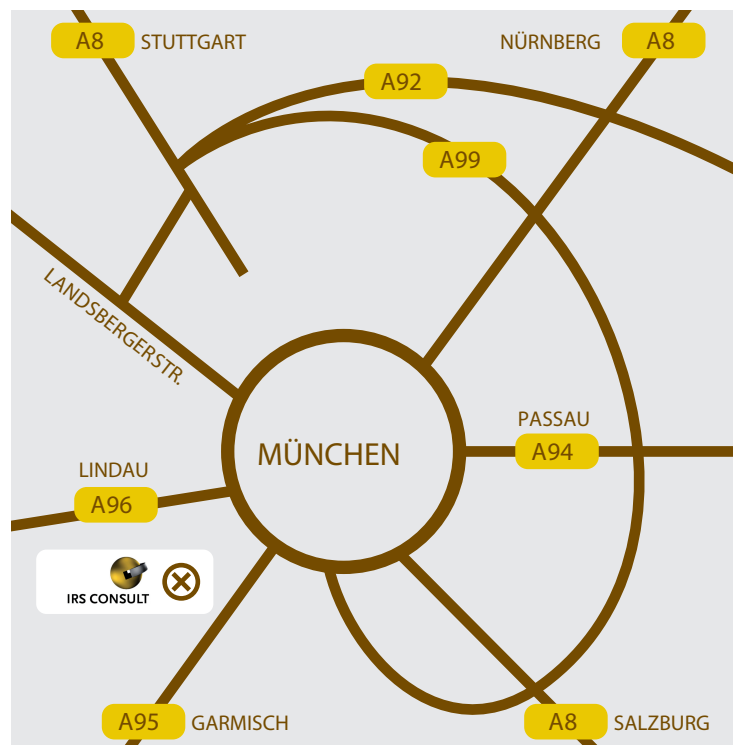 A8 STUTTGART
NÜRNBERG A8
A92
A99
LANDSBERGERSTR.
PASSAU
A94
MÜNCHEN
LINDAU
A96
IRS CONSULT
A95 GARMISCH
A8 SALZBURG